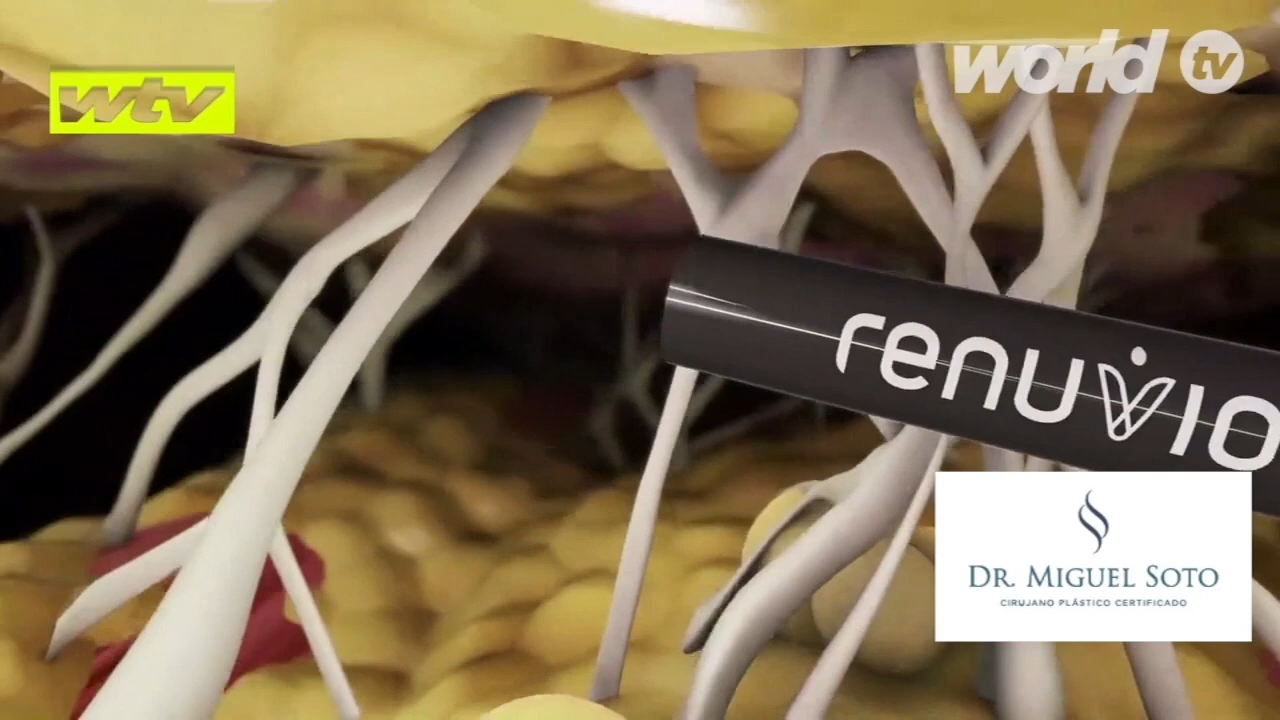 wtv
world tv
renuvio
DR. MIGUEL SOTO
CIRUJANO PLÁSTICO CERTIFICADO